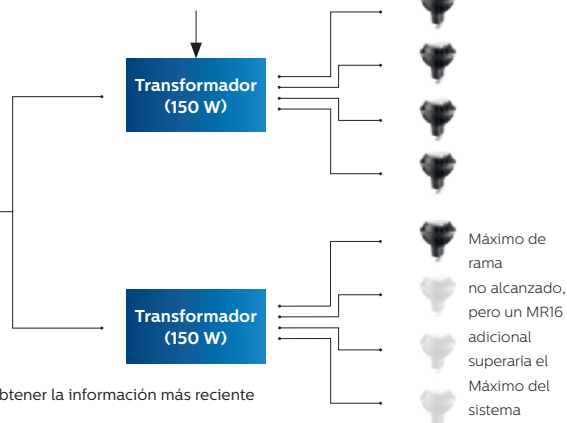 Transformador
(150 W)
Máximo de
rama
no alcanzado,
pero un MR16
adicional
superaría el
Máximo del
sistema
Transformador
(150 W)
btener la información más reciente